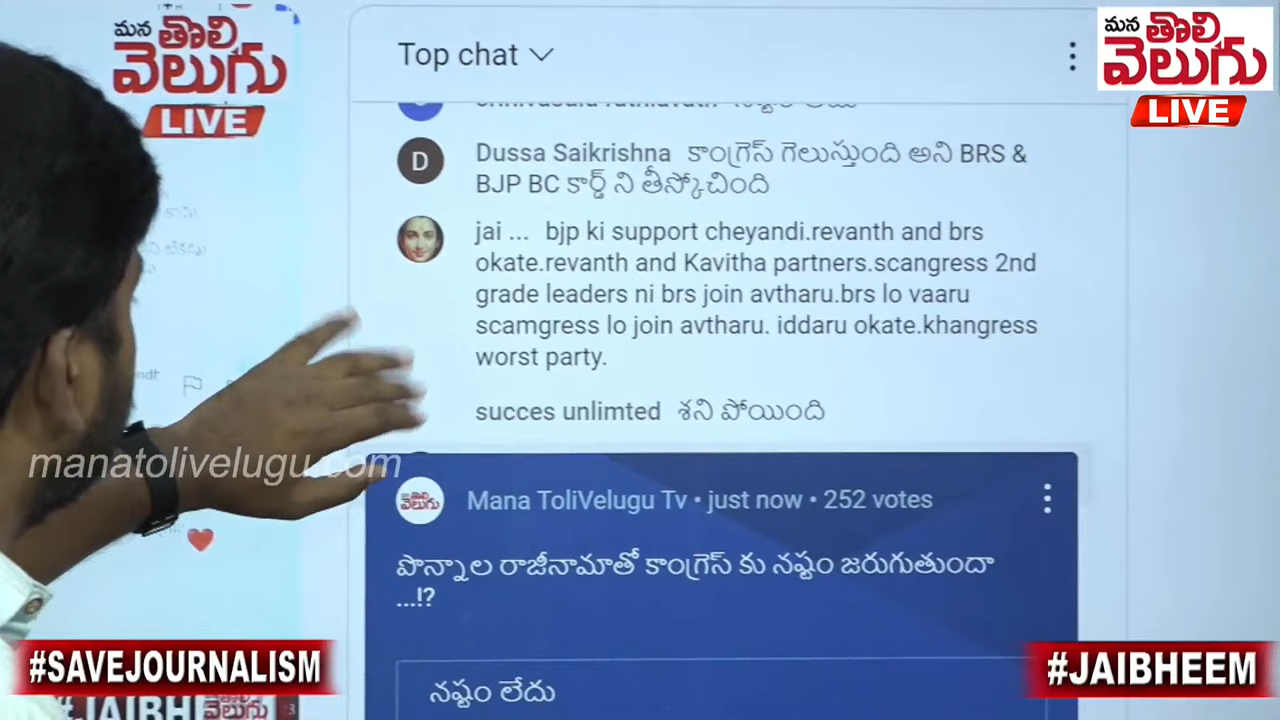 మన తొలి
వెలుగు
LIVE
Top chat
మన తొలి
వెలుగు
LIVE
Dussa Saikrishna కాంగ్రెస్ గెలుస్తుంది అని BRS &
BJP BC కార్డ్ ని తీస్కోచింది
jai ... bjp ki support cheyandi.revanth and brs
okate.revanth and Kavitha partners.scangress 2nd
grade leaders ni brs join avtharu.brs lo vaaru
scamgress lo join avtharu. iddaru okate.khangress
worst party.
succes unlimted శని పోయింది
manatolivelugu.com
Mana ToliVelugu Tv • just now • 252 votes
పొన్నాల రాజీనామాతో కాంగ్రెస్ కు నష్టం జరుగుతుందా
...!?
నష్టం లేదు
#SAVEJOURNALISM
#JAIBHEEM